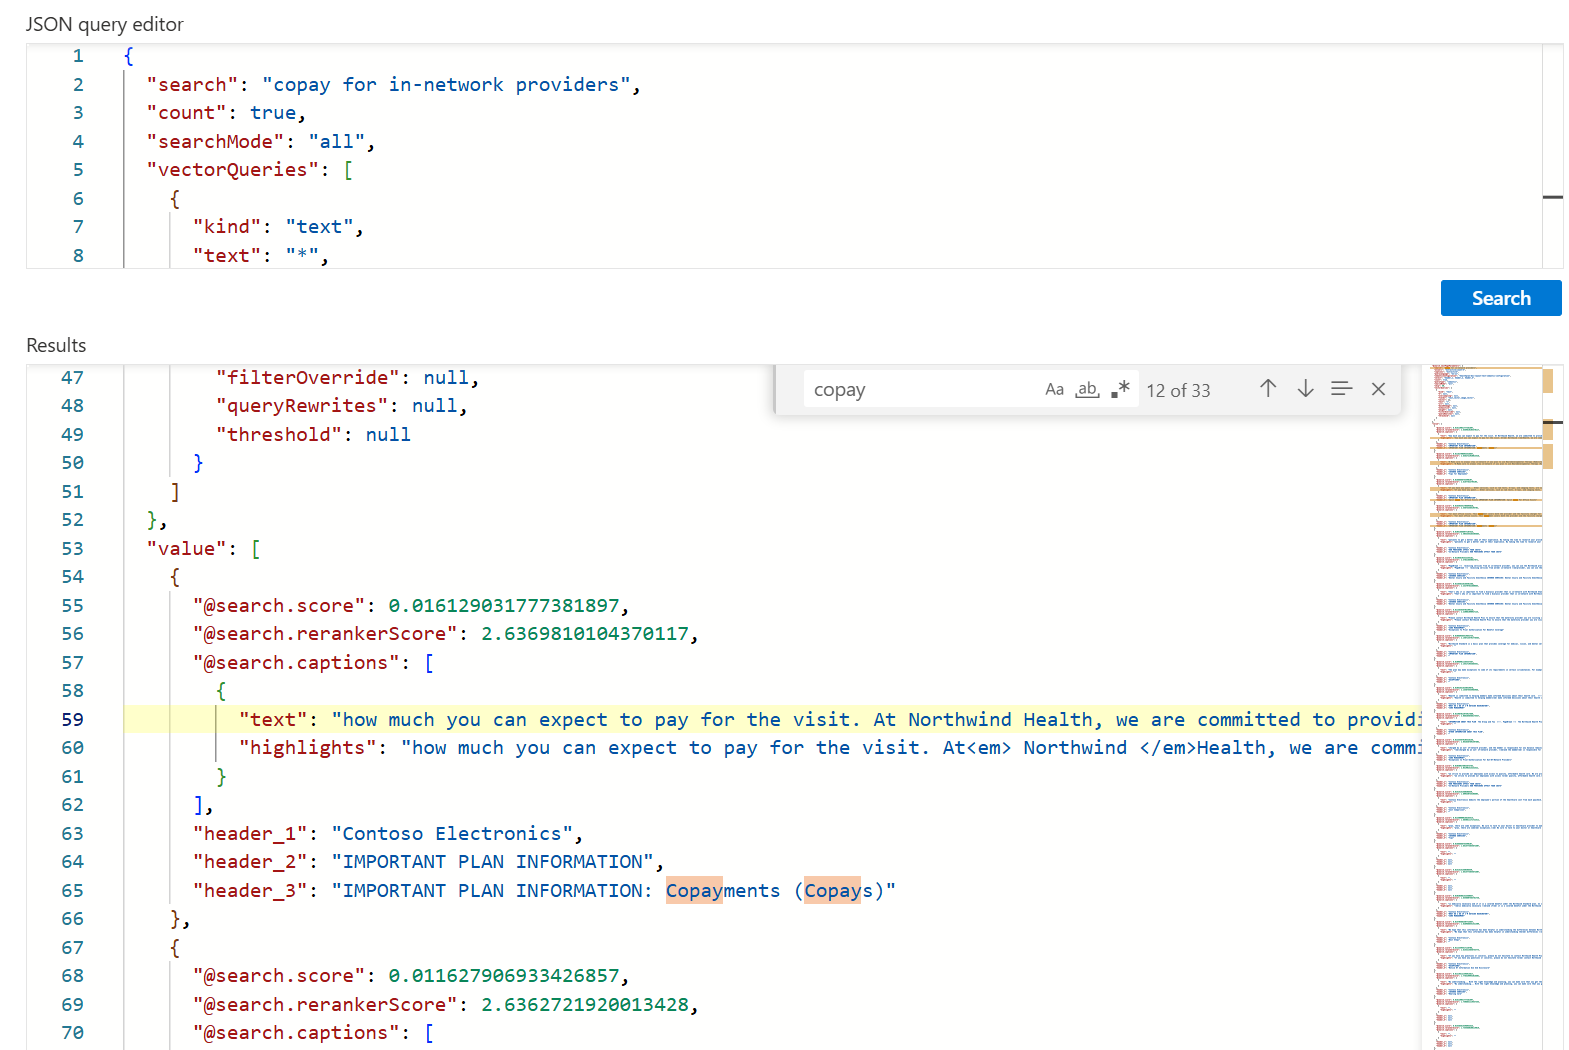 JSON query editor
1 {
2 "search": "copay for in-network providers",
3 "count": true,
4 "searchMode": "all",
5 "vectorQueries": [
6 {
7 "kind": "text",
8 "text": "*",
Search
Results
copay Aa ab .* 12 of 33
47 "filterOverride": null,
48 "queryRewrites": null,
49 "threshold": null
50 }
51 ]
52 },
53 "value": [
54 {
55 "@search.score": 0.016129031777381897,
56 "@search.rerankerScore": 2.6369810104370117,
57 "@search.captions": [
58 {
59 "text": "how much you can expect to pay for the visit. At Northwind Health, we are committed to providi
60 "highlights": "how much you can expect to pay for the visit. At<em> Northwind </em>Health, we are commi
61 }
62 ],
63 "header_1": "Contoso Electronics",
64 "header_2": "IMPORTANT PLAN INFORMATION",
65 "header_3": "IMPORTANT PLAN INFORMATION: Copayments (Copays)"
66 },
67 {
68 "@search.score": 0.011627906933426857,
69 "@search.rerankerScore": 2.6362721920013428,
70 "@search.captions": [